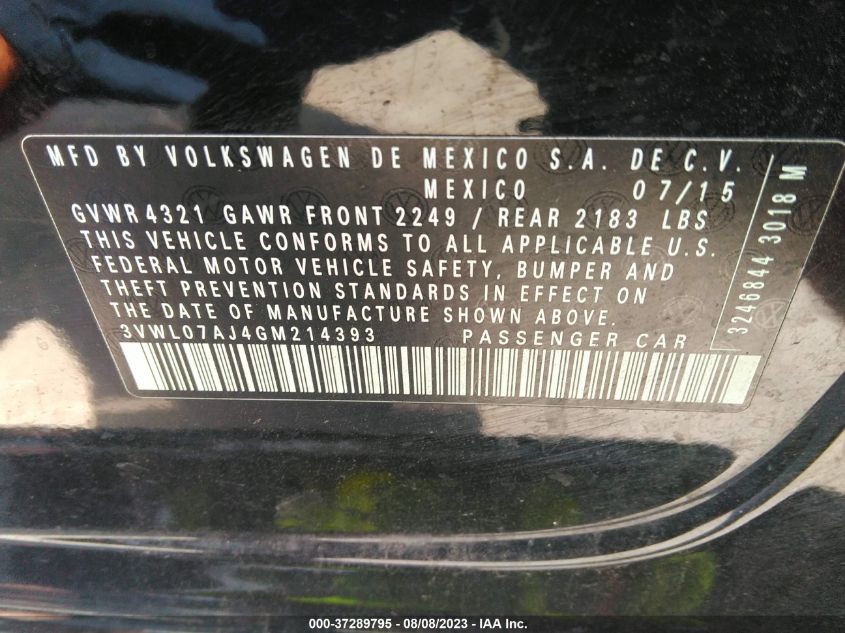 MFD BY VOLKSWAGEN DE MEXICO S.A. DE C.V.
MEXICO 07/15
GVWR 4321 GAWR FRONT 2249 / REAR 2183 LBS
THIS VEHICLE CONFORMS TO ALL APPLICABLE U.S.
FEDERAL MOTOR VEHICLE SAFETY, BUMPER AND
THEFT PREVENTION STANDARDS IN EFFECT ON
THE DATE OF MANUFACTURE SHOWN ABOVE
3VWL07AJ4GM214393 PASSENGER CAR
3246844 3018 M
000-37289795 - 08/08/2023 - IAA Inc.